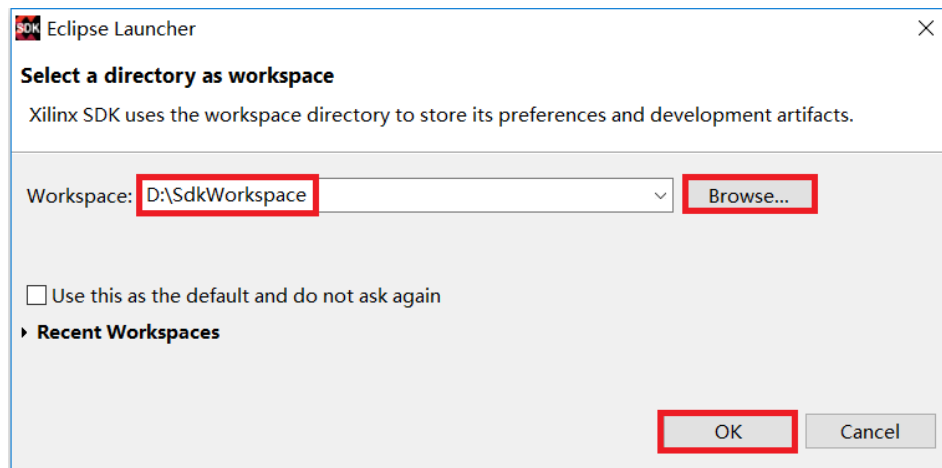 SDK Eclipse Launcher
Select a directory as workspace
Xilinx SDK uses the workspace directory to store its preferences and development artifacts.
Workspace: D:\SdkWorkspace Browse...
Use this as the default and do not ask again
Recent Workspaces
OK Cancel